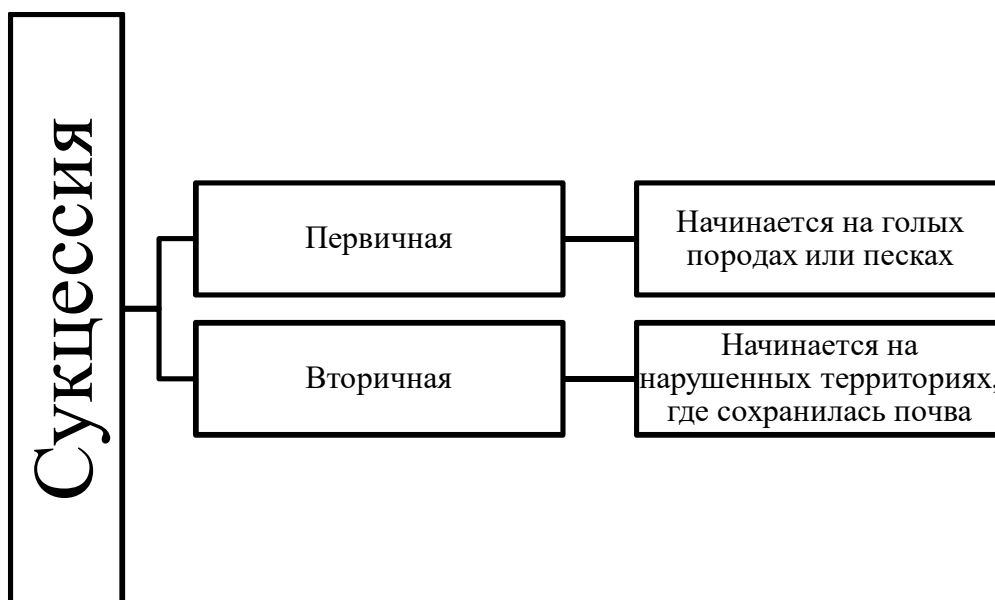 Сукцессия
Первичная
Начинается на голых
породах или песках
Вторичная
Начинается на
нарушенных территориях,
где сохранилась почва